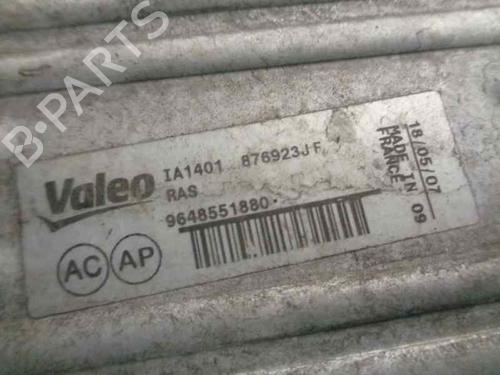 Valeo
IA1401 876923JF
RAS
9648551880
AC AP
18/05/07
MADE IN 09
FRANCE
B-PARTS